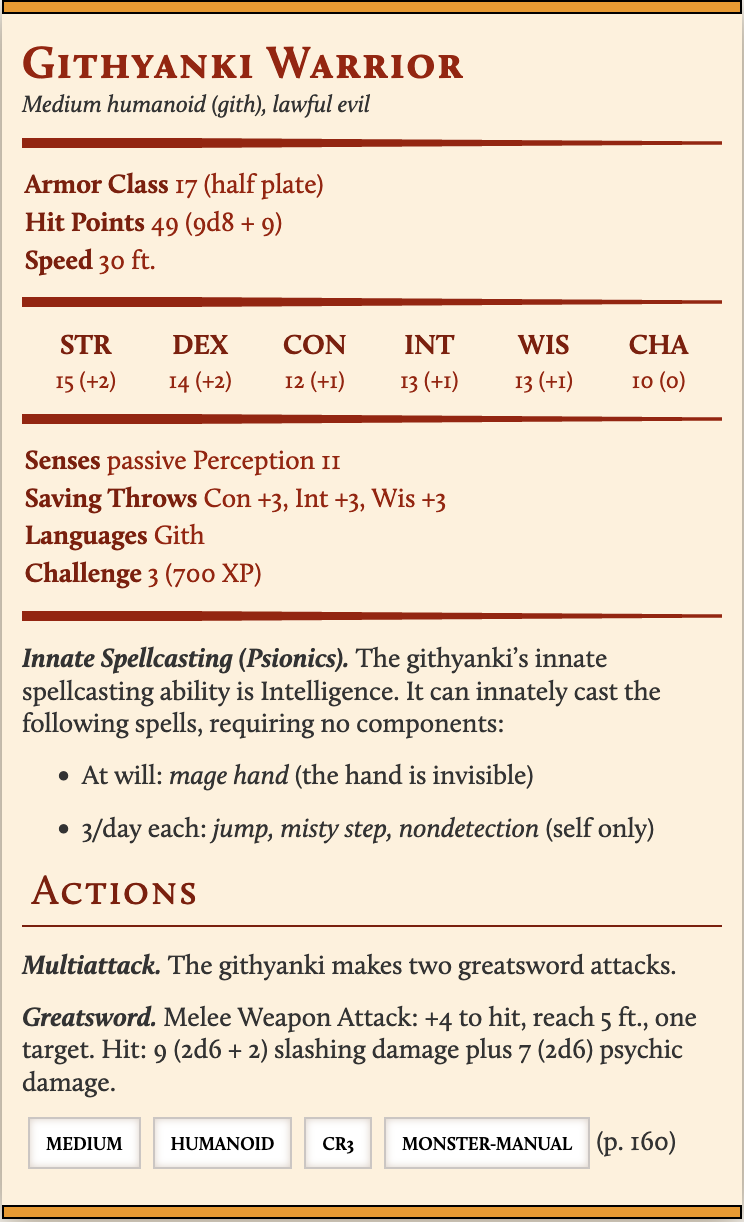 Githyanki Warrior
Medium humanoid (gith), lawful evil
Armor Class 17 (half plate)
Hit Points 49 (9d8 + 9)
Speed 30 ft.
STR DEX CON INT WIS CHA
15 (+2) 14 (+2) 12 (+1) 13 (+1) 13 (+1) 10 (0)
Senses passive Perception 11
Saving Throws Con +3, Int +3, Wis +3
Languages Gith
Challenge 3 (700 XP)
Innate Spellcasting (Psionics). The githyanki’s innate
spellcasting ability is Intelligence. It can innately cast the
following spells, requiring no components:
• At will: mage hand (the hand is invisible)
• 3/day each: jump, misty step, nondetection (self only)
Actions
Multiattack. The githyanki makes two greatsword attacks.
Greatsword. Melee Weapon Attack: +4 to hit, reach 5 ft., one
target. Hit: 9 (2d6 + 2) slashing damage plus 7 (2d6) psychic
damage.
MEDIUM HUMANOID CR3 MONSTER-MANUAL (p. 160)